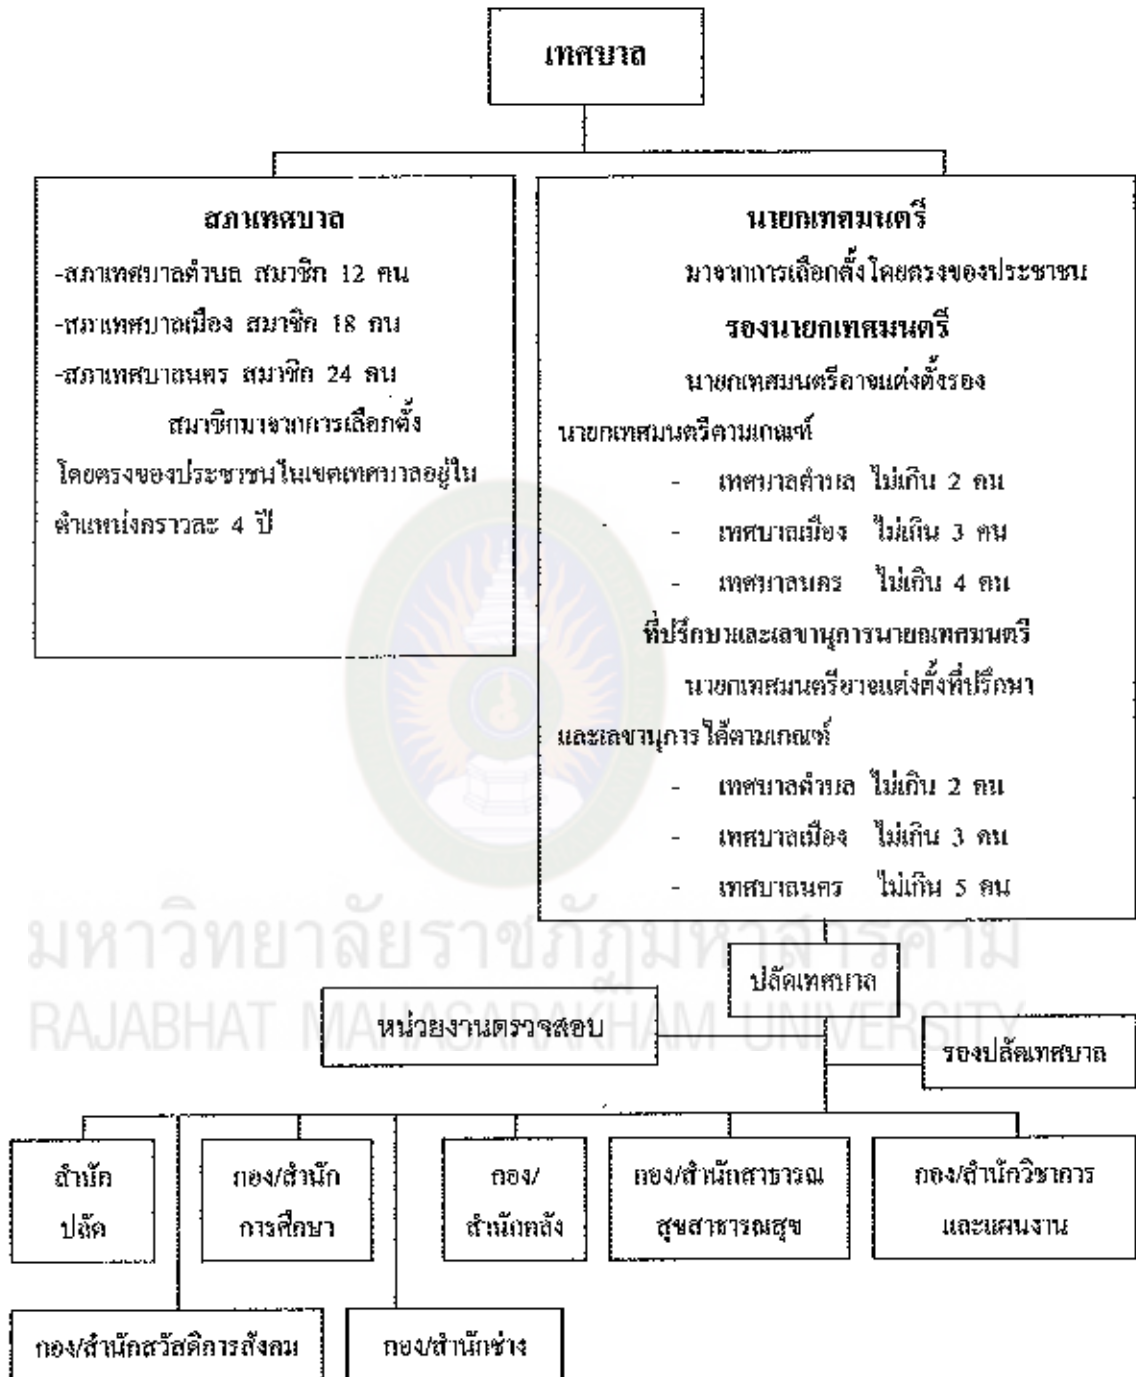 เทศบาล
สภาเทศบาล
-สภาเทศบาลตำบล สมาชิก 12 คน
-สภาเทศบาลเมือง สมาชิก 18 คน
-สภาเทศบาลนคร สมาชิก 24 คน
สมาชิกมาจากการเลือกตั้ง
โดยตรงของประชาชนในเขตเทศบาลอยู่ใน
ตำแหน่งคราวละ 4 ปี
นายกเทศมนตรี
มาจากการเลือกตั้งโดยตรงของประชาชน
รองนายกเทศมนตรี
นายกเทศมนตรีอาจแต่งตั้งรอง
นายกเทศมนตรีตามเกณฑ์
- เทศบาลตำบล ไม่เกิน 2 คน
- เทศบาลเมือง ไม่เกิน 3 คน
- เทศบาลนคร ไม่เกิน 4 คน
ที่ปรึกษาและเลขานุการนายกเทศมนตรี
นายกเทศมนตรีอาจแต่งตั้งที่ปรึกษา
และเลขานุการได้ตามเกณฑ์
- เทศบาลตำบล ไม่เกิน 2 คน
- เทศบาลเมือง ไม่เกิน 3 คน
- เทศบาลนคร ไม่เกิน 5 คน
มหาวิทยาลัยราชภัฏมหาสารคาม
RAJABHAT MAHASARAKHAM UNIVERSITY
ปลัดเทศบาล
หน่วยงานตรวจสอบ
รองปลัดเทศบาล
สำนัก
ปลัด
กอง/สำนัก
การศึกษา
กอง/
สำนักคลัง
กอง/สำนักสาธารณ
สุขสาธารณสุข
กอง/สำนักวิชาการ
และแผนงาน
กอง/สำนักสวัสดิการสังคม
กอง/สำนักช่าง